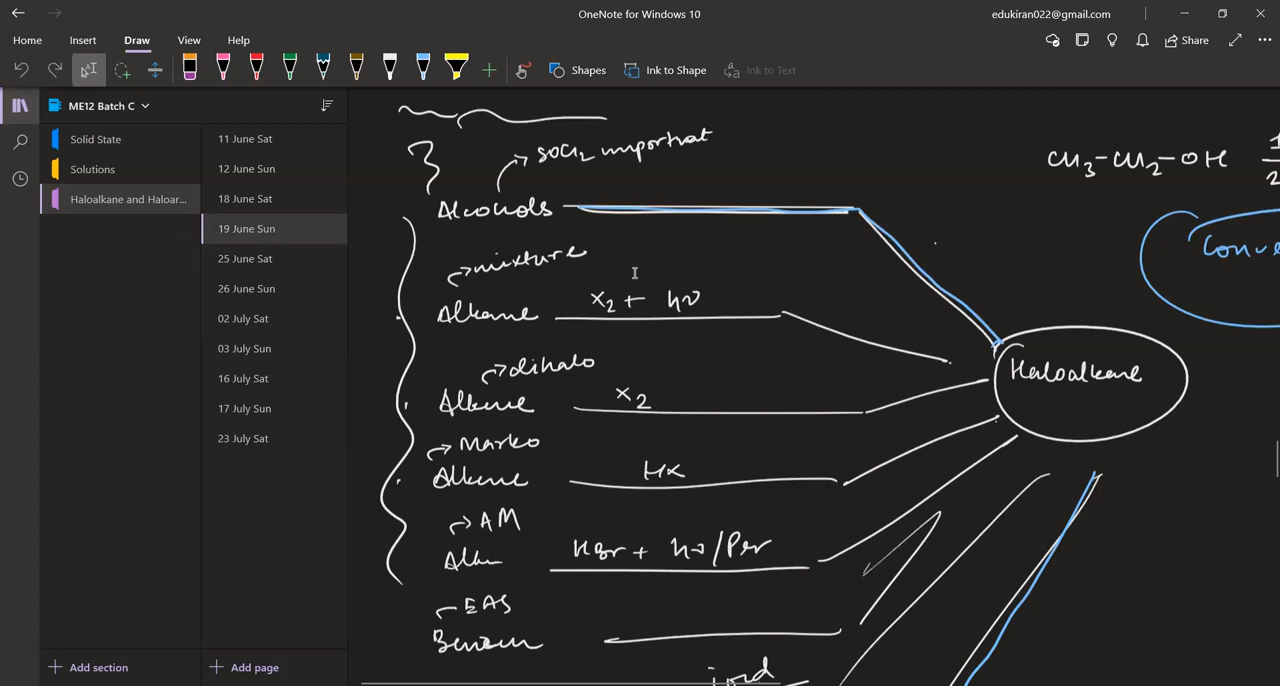 OneNote for Windows 10
edukiran022@gmail.com
Home Insert Draw View Help
Share
Shapes
Ink to Shape
Ink to Text
ME12 Batch C
Solid State
Solutions
Haloalkane and Haloar...
11 June Sat
12 June Sun
18 June Sat
19 June Sun
25 June Sat
26 June Sun
02 July Sat
03 July Sun
16 July Sat
17 July Sun
23 July Sat
Add section
Add page
SOCl2 important
Alcohols
CH3-CH2-OH
mixture
Alkane X2 + hν
Haloalkane
dihalo
Alkene X2
Marko
Alkene HX
AM
HBr + hν/Per
EAS